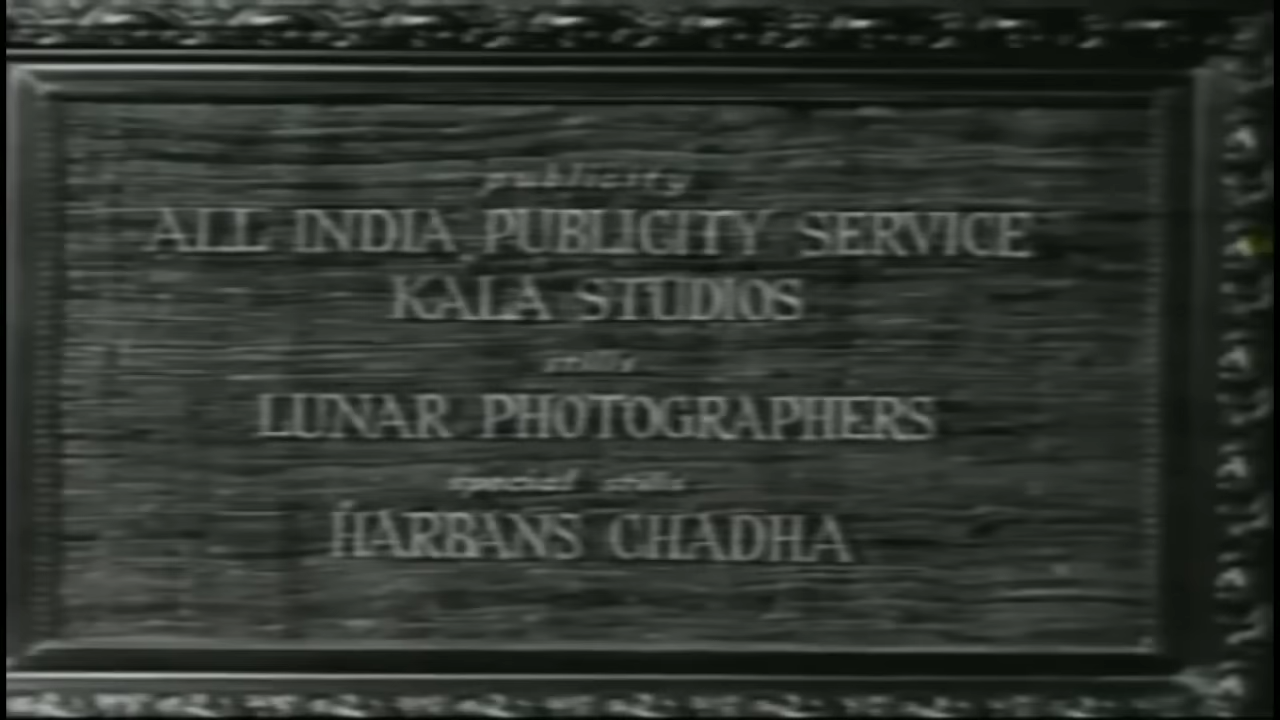 publicity
ALL INDIA PUBLICITY SERVICE
KALA STUDIOS
stills
LUNAR PHOTOGRAPHERS
special stills
HARBANS CHADHA